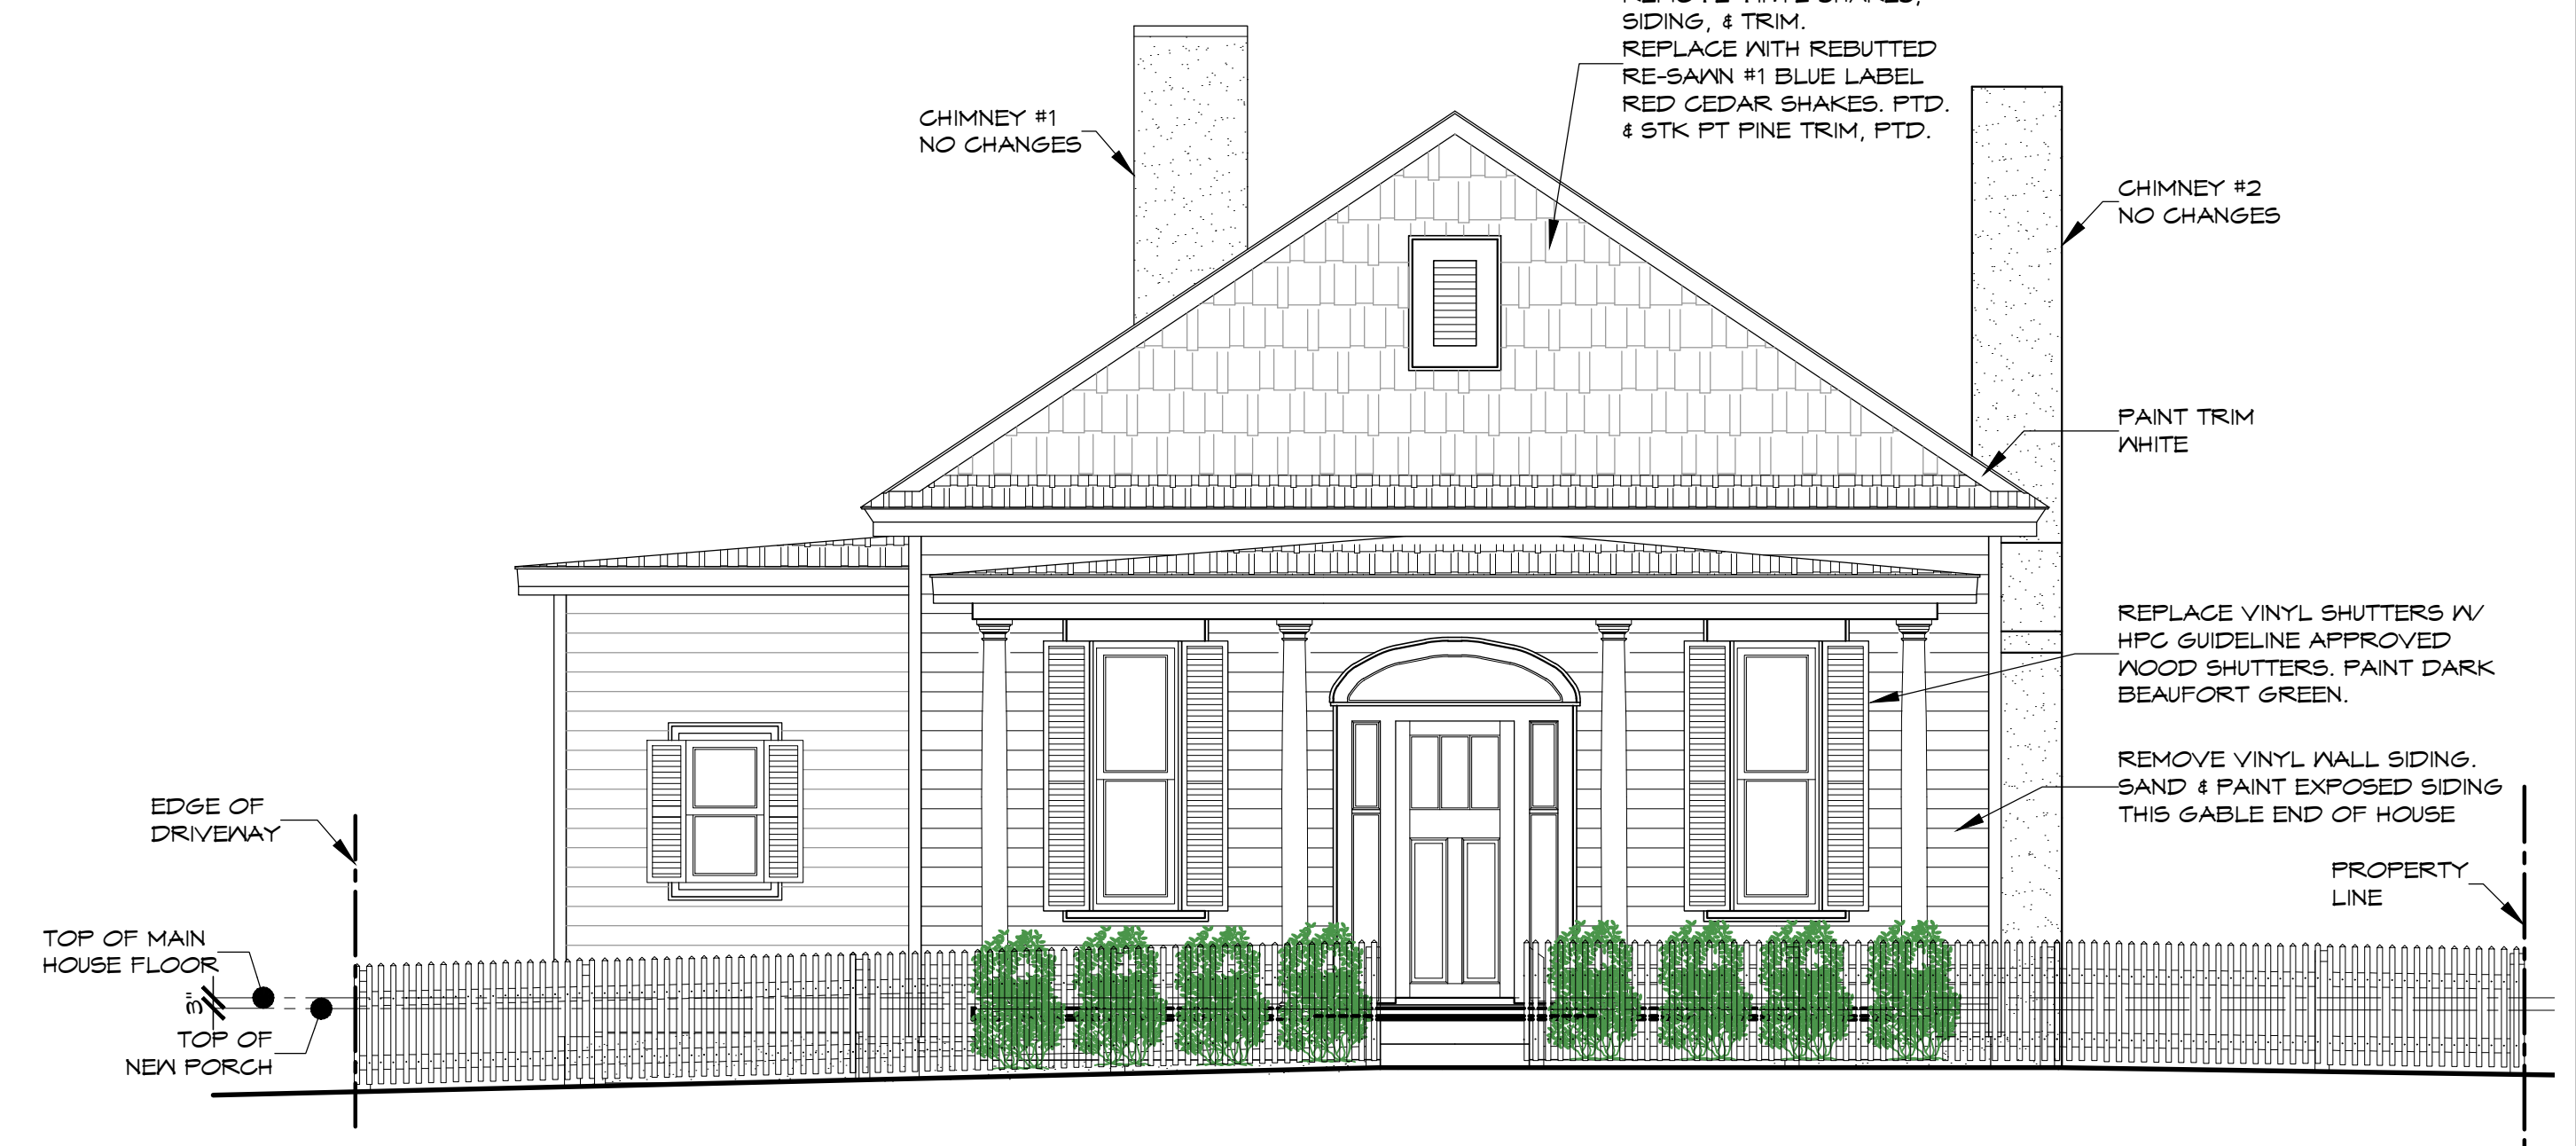 SIDING, & TRIM.
REPLACE WITH REBUTTED
RE-SAWN #1 BLUE LABEL
RED CEDAR SHAKES. PTD.
& STK PT PINE TRIM, PTD.
CHIMNEY #1
NO CHANGES
CHIMNEY #2
NO CHANGES
PAINT TRIM
WHITE
REPLACE VINYL SHUTTERS W/
HPC GUIDELINE APPROVED
WOOD SHUTTERS. PAINT DARK
BEAUFORT GREEN.
REMOVE VINYL WALL SIDING.
SAND & PAINT EXPOSED SIDING
THIS GABLE END OF HOUSE
EDGE OF
DRIVEWAY
PROPERTY
LINE
TOP OF MAIN
HOUSE FLOOR
3"
TOP OF
NEW PORCH